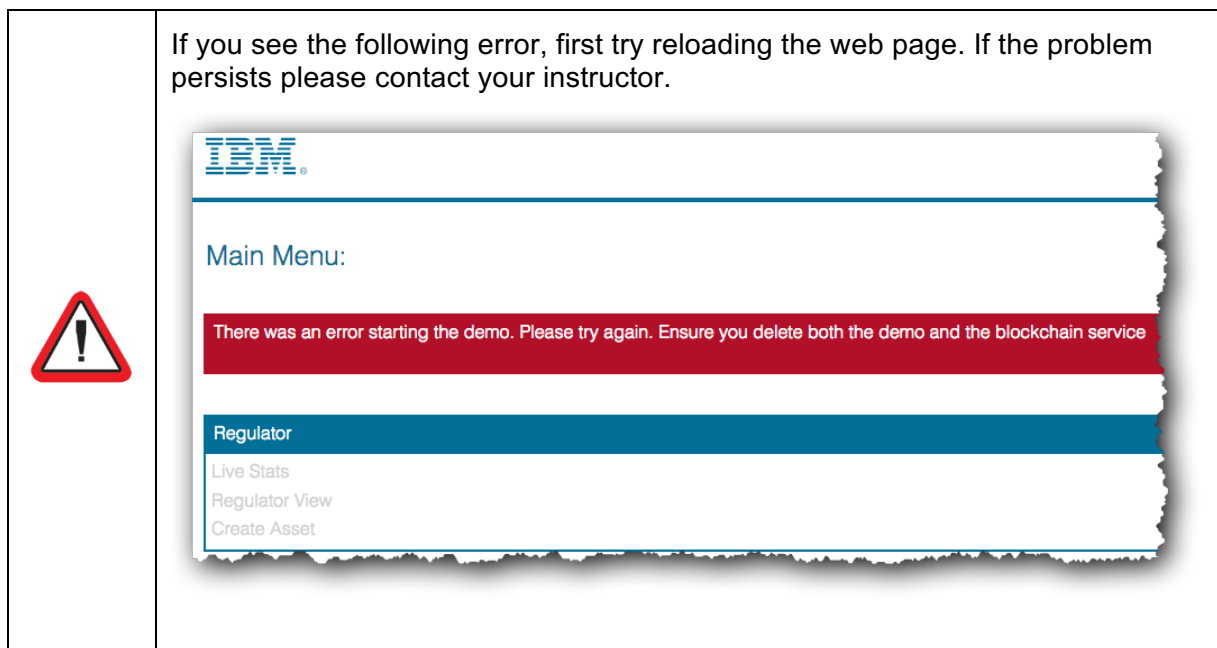 If you see the following error, first try reloading the web page. If the problem
persists please contact your instructor.
IBM®
Main Menu:
There was an error starting the demo. Please try again. Ensure you delete both the demo and the blockchain service
Regulator
Live Stats
Regulator View
Create Asset
!